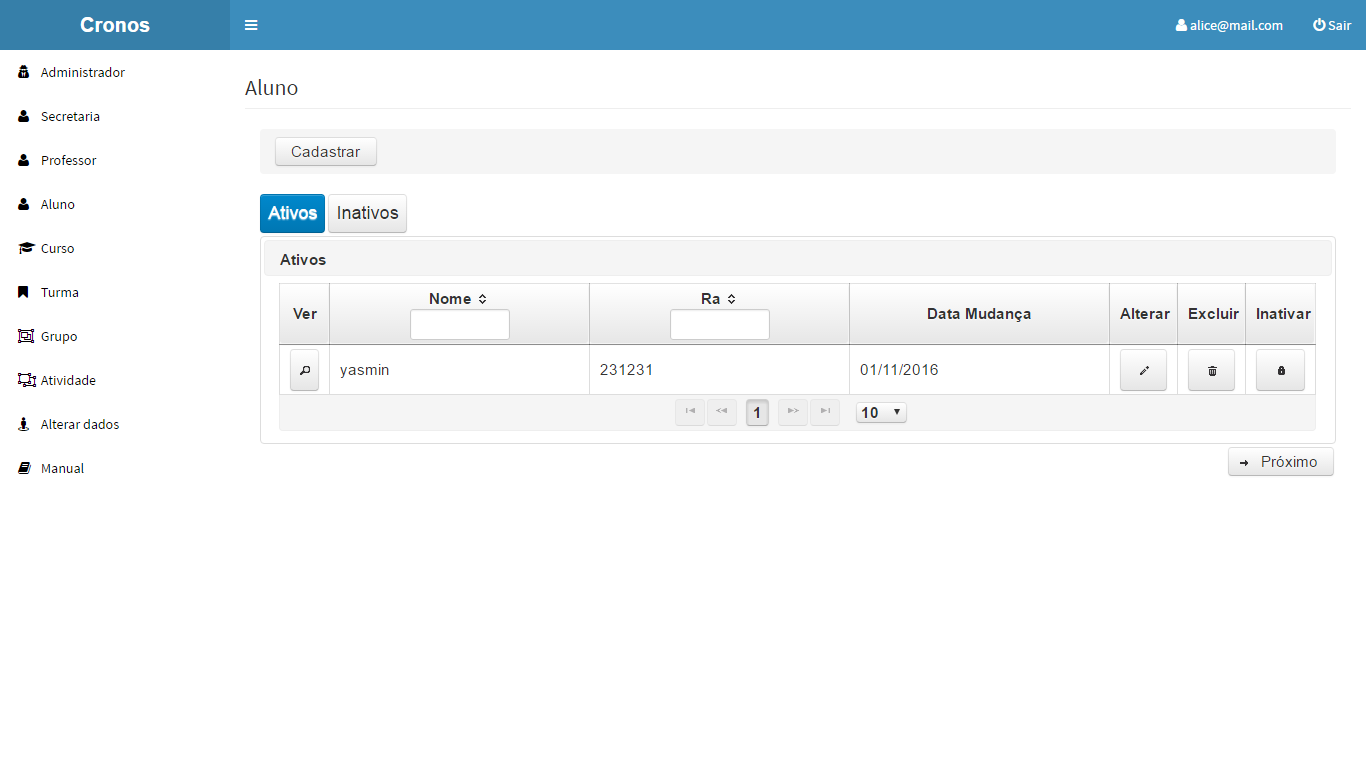 Cronos
alice@mail.com Sair
Administrador
Secretaria
Professor
Aluno
Curso
Turma
Grupo
Atividade
Alterar dados
Manual
Aluno
Cadastrar
Ativos Inativos
Ativos
Ver Nome Ra Data Mudança Alterar Excluir Inativar
yasmin 231231 01/11/2016
1 10
Próximo